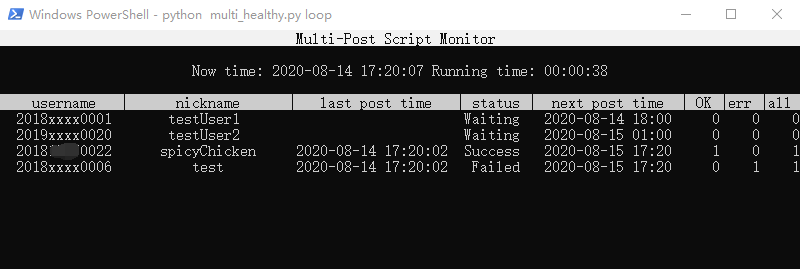 Windows PowerShell - python multi_healthy.py loop
Multi-Post Script Monitor
Now time: 2020-08-14 17:20:07 Running time: 00:00:38
username nickname last post time status next post time OK err all
2018xxxx0001 testUser1 Waiting 2020-08-14 18:00 0 0 0
2019xxxx0020 testUser2 Waiting 2020-08-15 01:00 0 0 0
2018 0022 spicyChicken 2020-08-14 17:20:02 Success 2020-08-15 17:20 1 0 1
2018xxxx0006 test 2020-08-14 17:20:02 Failed 2020-08-15 17:20 0 1 1